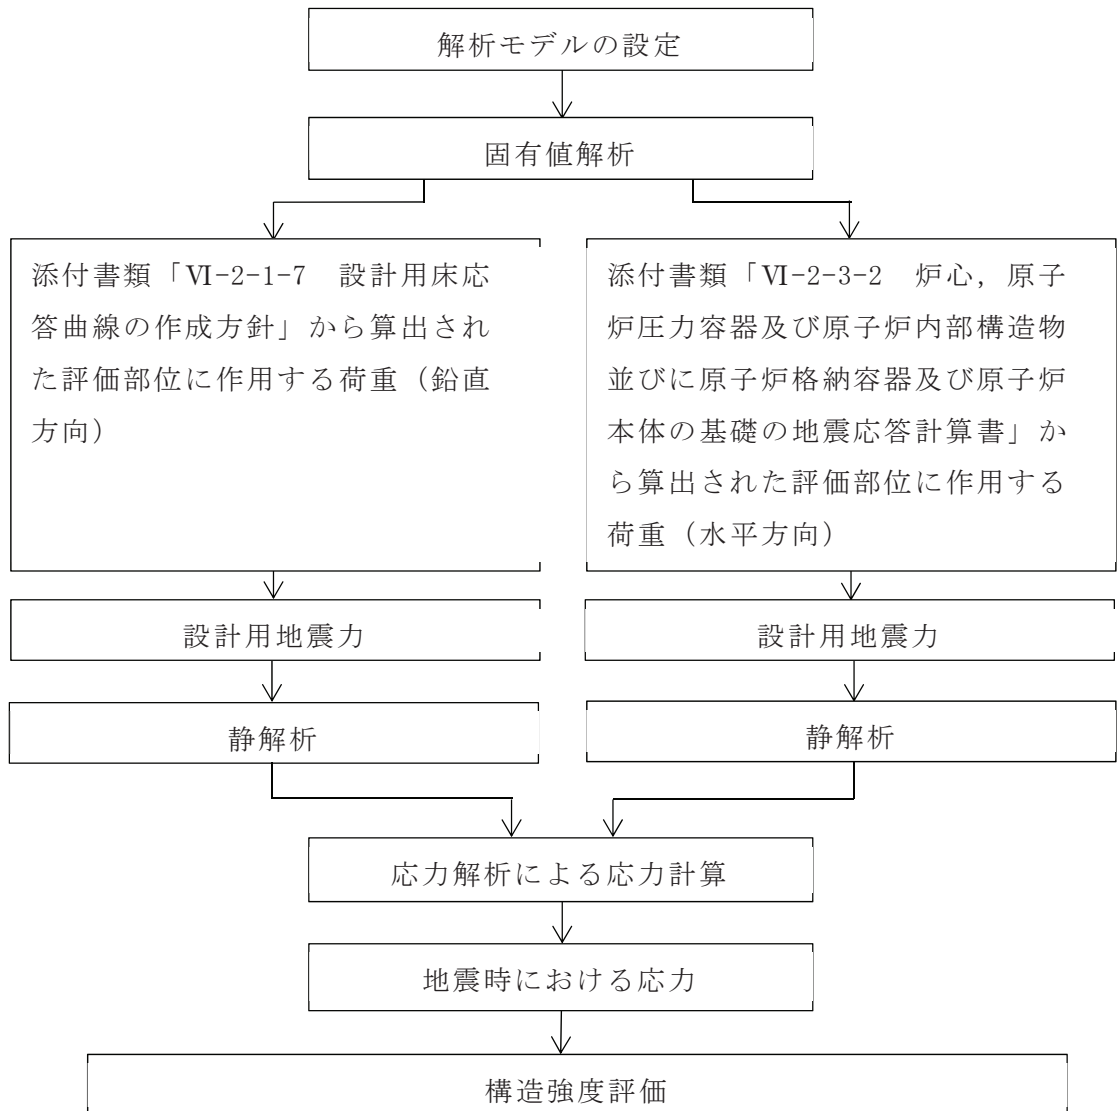 解析モデルの設定
固有値解析
添付書類「Ⅵ-2-1-7　設計用床応
答曲線の作成方針」から算出され
た評価部位に作用する荷重（鉛直
方向）
添付書類「Ⅵ-2-3-2　炉心，原子
炉圧力容器及び原子炉内部構造物
並びに原子炉格納容器及び原子炉
本体の基礎の地震応答計算書」か
ら算出された評価部位に作用する
荷重（水平方向）
設計用地震力
設計用地震力
静解析
静解析
応力解析による応力計算
地震時における応力
構造強度評価